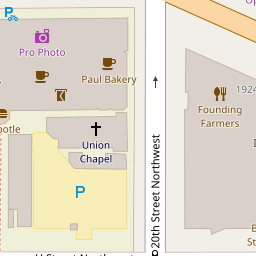 P
Pro Photo
Paul Bakery
1924
Founding
Farmers
Union
Chapel
P
20th Street Northwest